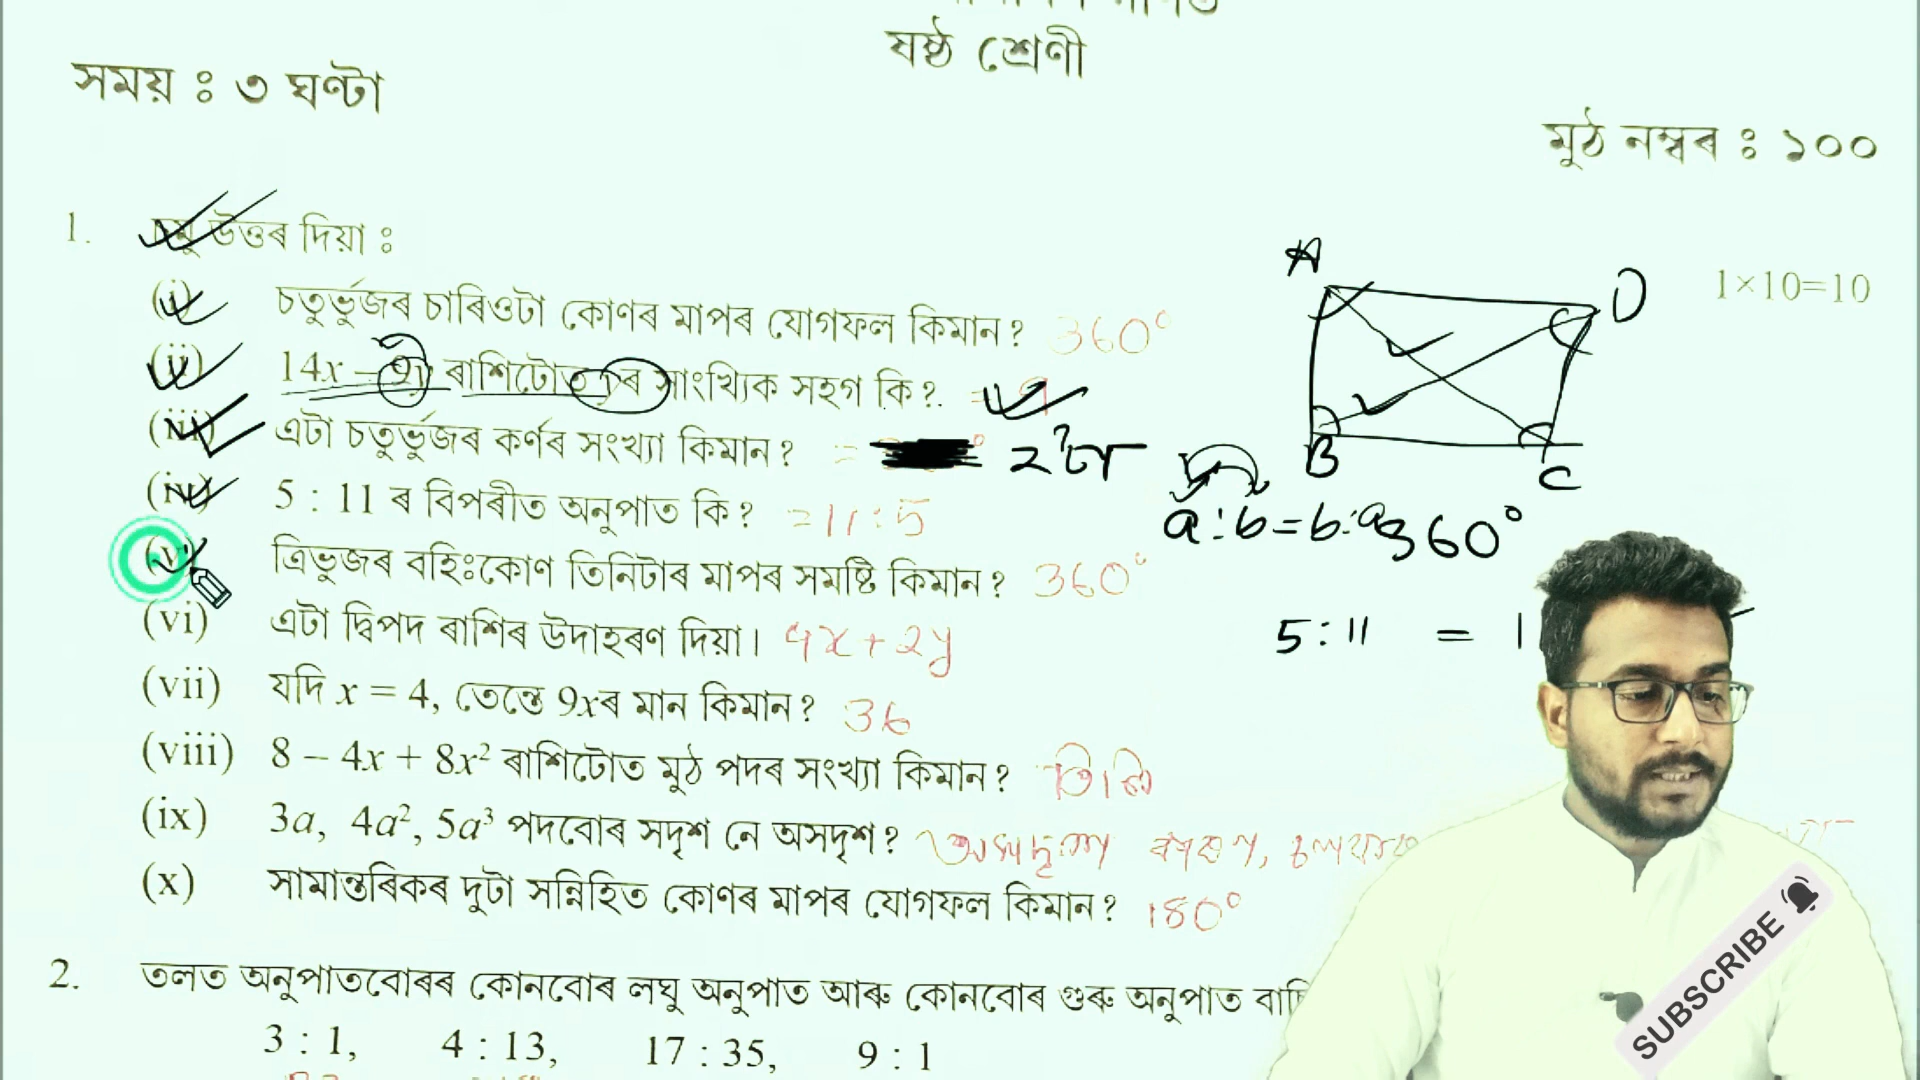 ষষ্ঠ শ্ৰেণী
সময় ঃ ৩ ঘণ্টা
মুঠ নম্বৰ ঃ ১০০
1. চমু উত্তৰ দিয়া ঃ 1×10=10
(i) চতুৰ্ভুজৰ চাৰিওটা কোণৰ মাপৰ যোগফল কিমান? 360°
(ii) 14x – 9y ৰাশিটোত yৰ সাংখ্যিক সহগ কি?
(iii) এটা চতুৰ্ভুজৰ কৰ্ণৰ সংখ্যা কিমান? = ২টা
(iv) 5 : 11 ৰ বিপৰীত অনুপাত কি? =11:5
(v) ত্ৰিভুজৰ বহিঃকোণ তিনিটাৰ মাপৰ সমষ্টি কিমান? 360°
(vi) এটা দ্বিপদ ৰাশিৰ উদাহৰণ দিয়া। 4x+2y
(vii) যদি x = 4, তেন্তে 9xৰ মান কিমান? 36
(viii) 8 – 4x + 8x² ৰাশিটোত মুঠ পদৰ সংখ্যা কিমান?
(ix) 3a, 4a², 5a³ পদবোৰ সদৃশ নে অসদৃশ? অসদৃশ
(x) সামান্তৰিকৰ দুটা সন্নিহিত কোণৰ মাপৰ যোগফল কিমান? 180°
2. তলত অনুপাতবোৰৰ কোনবোৰ লঘু অনুপাত আৰু কোনবোৰ গুৰু অনুপাত
3 : 1, 4 : 13, 17 : 35, 9 : 1
A
D
B
C
a:b=b:a
360°
5:11 = 1
SUBSCRIBE